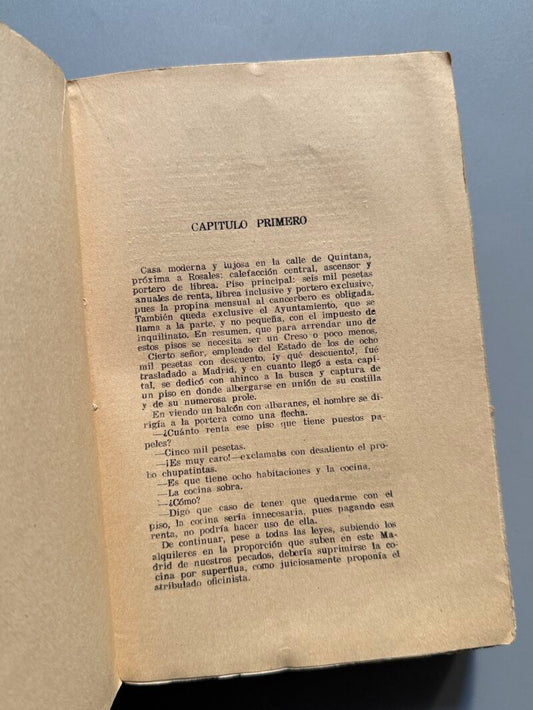 CAPITULO PRIMERO
Casa moderna y lujosa en la calle de Quintana,
próxima a Rosales: calefacción central, ascensor y
portero de librea. Piso principal: seis mil pesetas
anuales de renta, librea inclusive y portero exclusive,
pues la propina mensual al cancerbero es obligada.
También queda exclusive el Ayuntamiento, que se
llama a la parte, y no pequeña, con el impuesto de
inquilinato. En resumen, que para arrendar uno de
estos pisos se necesita ser un Creso o poco menos.
Cierto señor, empleado del Estado de los de ocho
mil pesetas con descuento, ¡y qué descuento!, fué
trasladado a Madrid, y en cuanto llegó a esta capi-
tal, se dedicó con ahinco a la busca y captura de
un piso en donde albergarse en unión de su costilla
y de su numerosa prole.
En viendo un balcón con albaranes, el hombre se di-
rigía a la portera como una flecha.
—¿Cuánto renta ese piso que tiene puestos pa-
peles?
—Cinco mil pesetas.
—¡Es muy caro!—exclamaba con desaliento el pro-
bo chupatintas.
—Es que tiene ocho habitaciones y la cocina.
—La cocina sobra.
—¿Cómo?
—Digo que caso de tener que quedarme con el
piso, la cocina sería innecesaria, pues pagando esa
renta, no podría hacer uso de ella.
De continuar, pese a todas las leyes, subiendo los
alquileres en la proporción que suben en este Ma-
drid de nuestros pecados, debería suprimirse la co-
cina por superflua, como juiciosamente proponía el
atribulado oficinista.